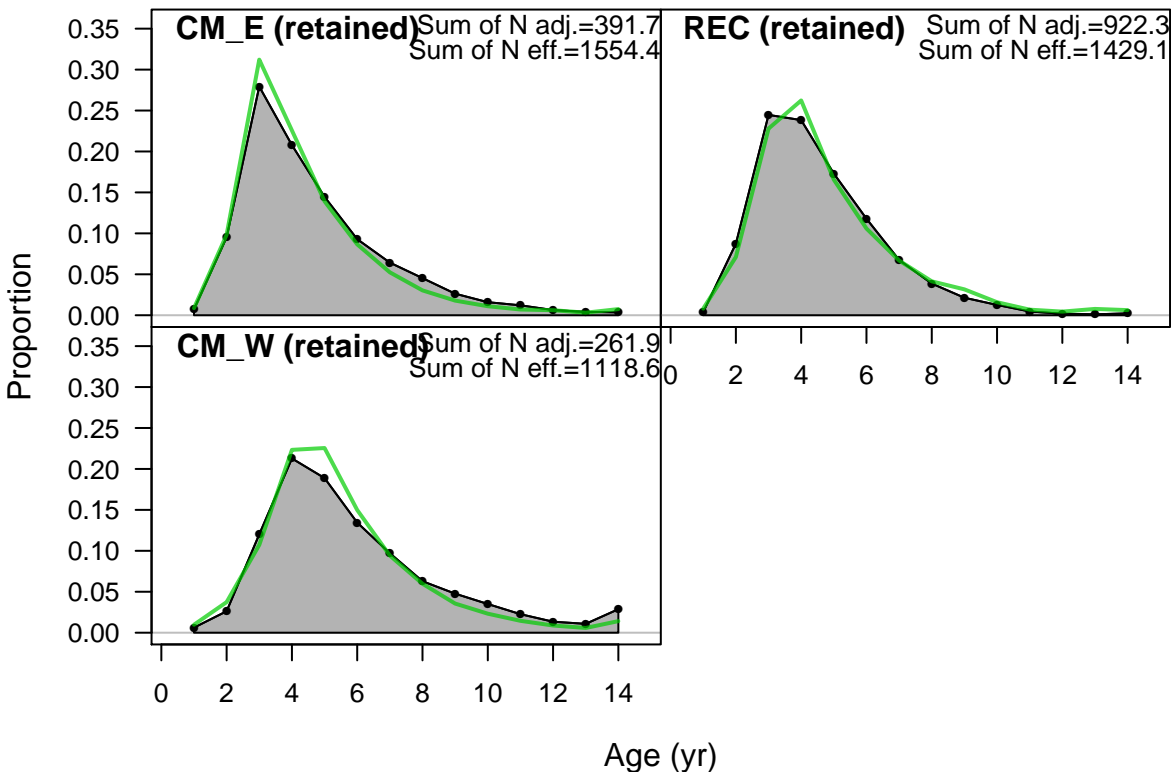 CM_E (retained)
Sum of N adj.=391.7
Sum of N eff.=1554.4
REC (retained)
Sum of N adj.=922.3
Sum of N eff.=1429.1
0.35
0.30
0.25
0.20
0.15
0.10
0.05
0.00
CM_W (retained)
Sum of N adj.=261.9
Sum of N eff.=1118.6
0.35
0.30
0.25
0.20
0.15
0.10
0.05
0.00
0 2 4 6 8 10 12 14
0 2 4 6 8 10 12 14
Proportion
Age (yr)